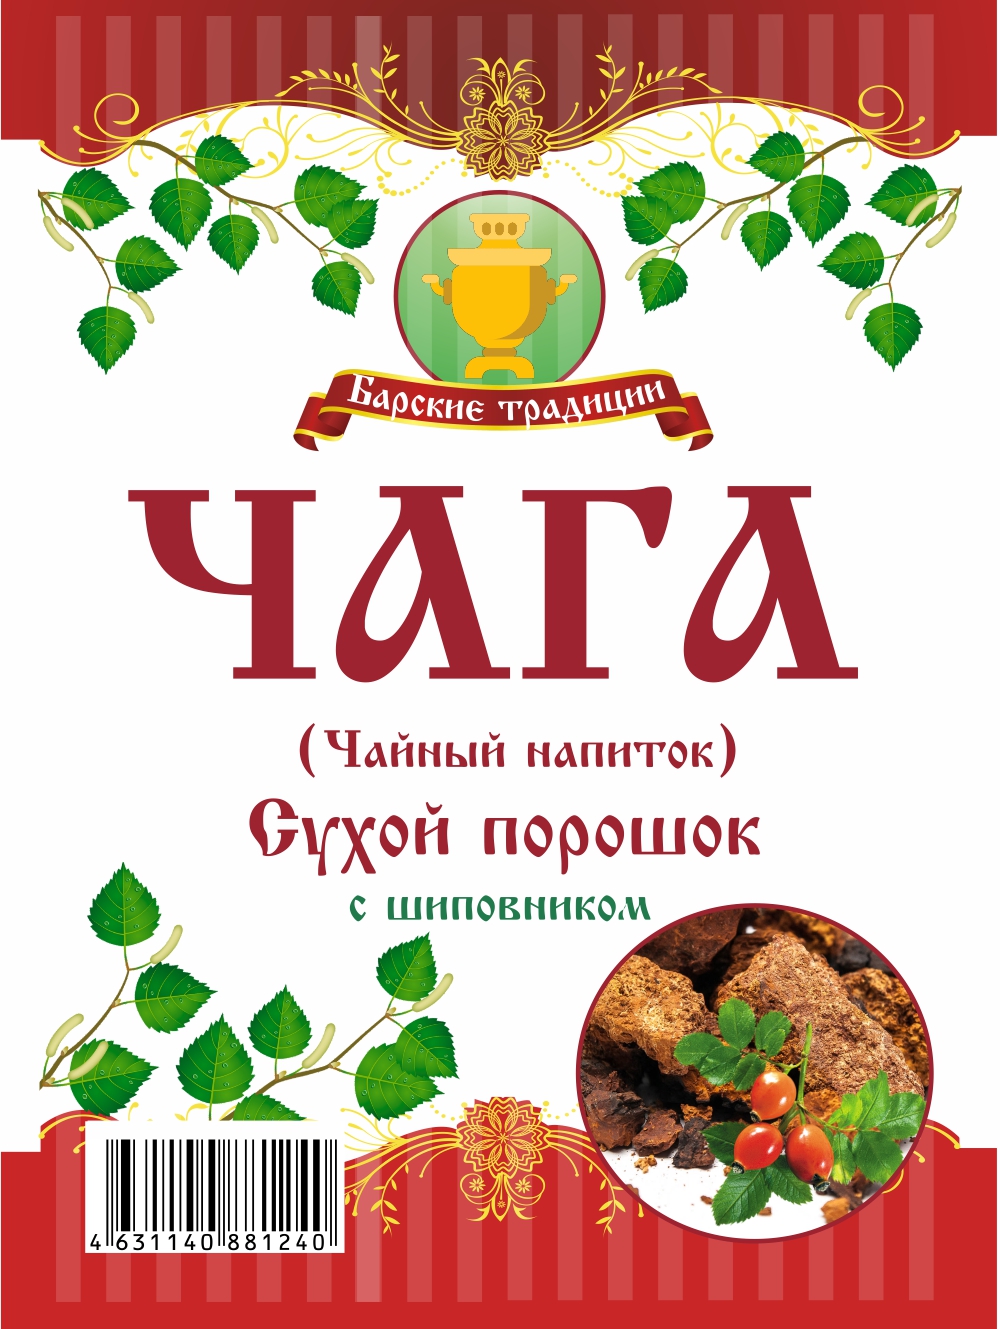 Барские традиции
ЧАГА
(Чайный напиток)
Сухой порошок
с шиповником
4 631140 881240